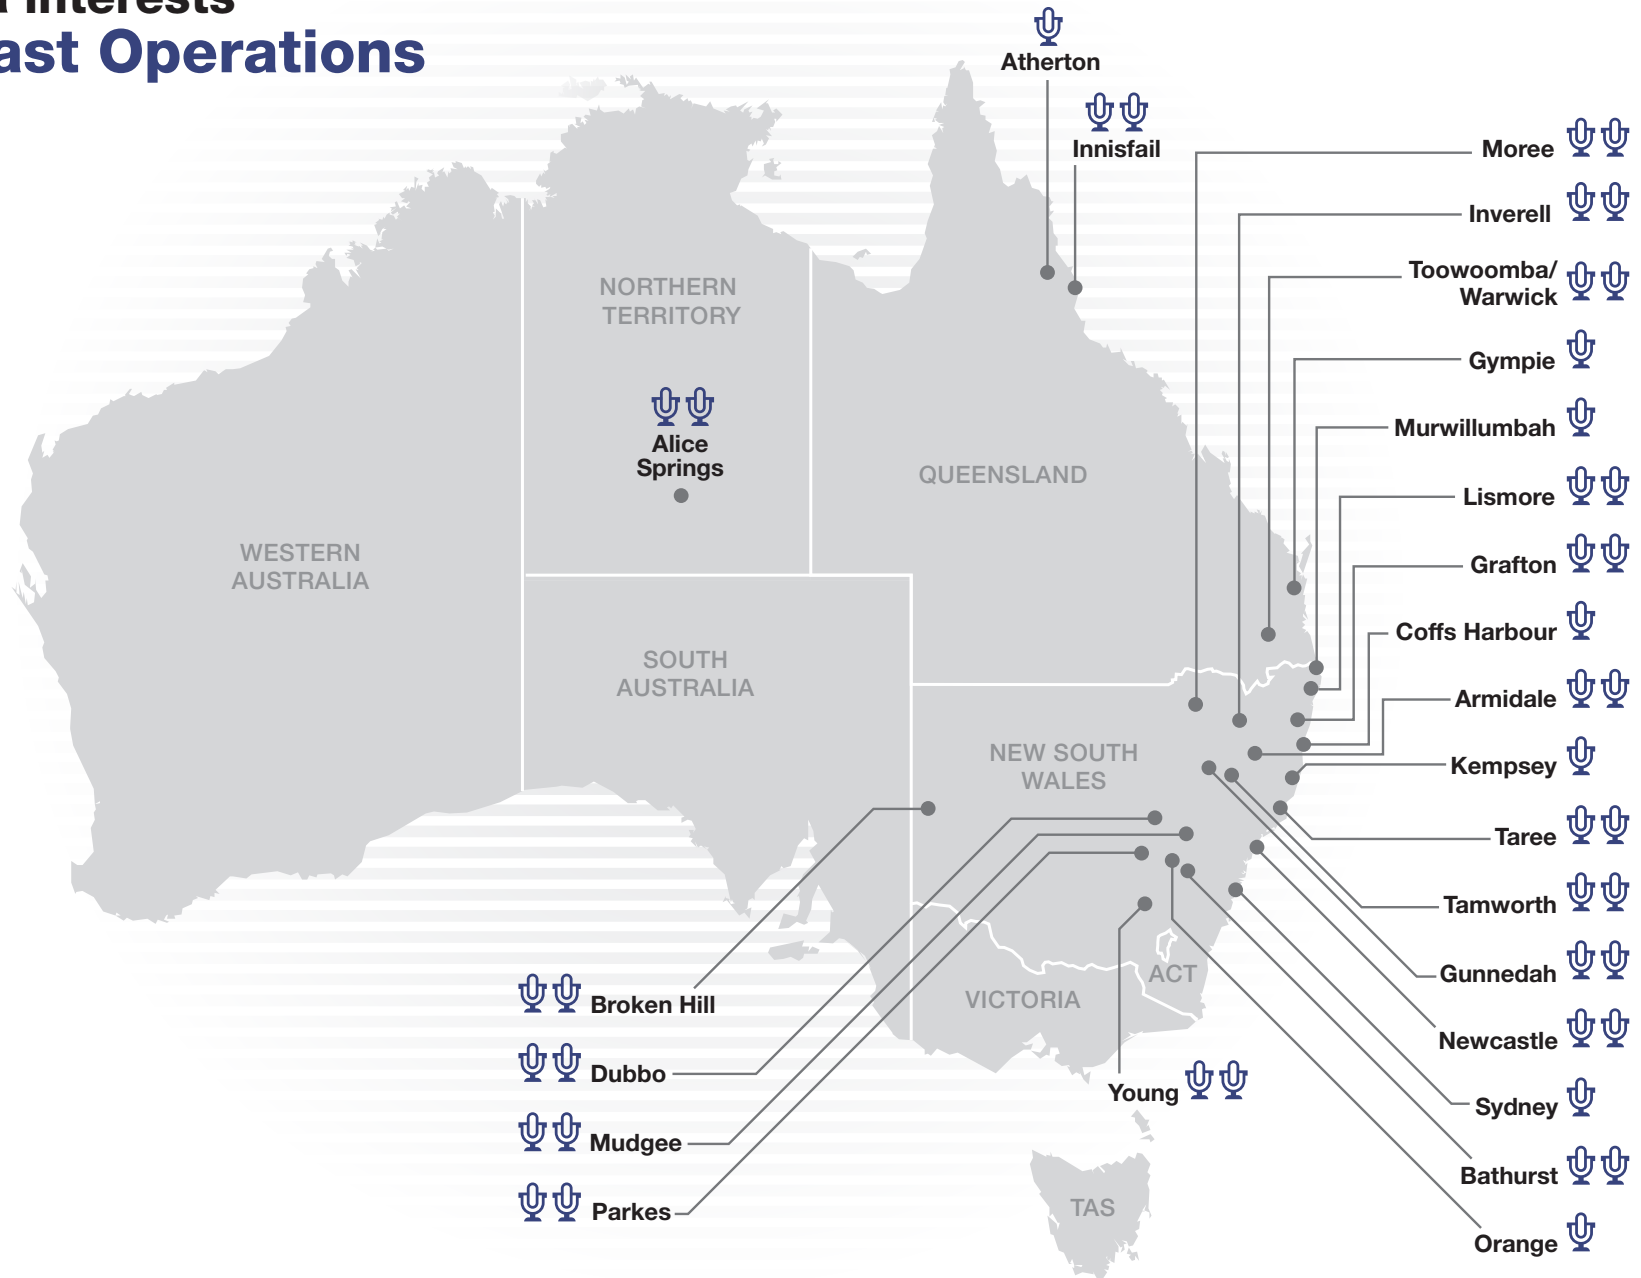 Interests
ast Operations
Atherton
Innisfail
Moree
Inverell
Toowoomba/
Warwick
Gympie
Murwillumbah
Lismore
Grafton
Coffs Harbour
Armidale
Kempsey
Taree
Tamworth
Gunnedah
Newcastle
Sydney
Bathurst
Orange
NORTHERN
TERRITORY
Alice
Springs
QUEENSLAND
WESTERN
AUSTRALIA
SOUTH
AUSTRALIA
NEW SOUTH
WALES
ACT
VICTORIA
Broken Hill
Dubbo
Mudgee
Parkes
Young
TAS